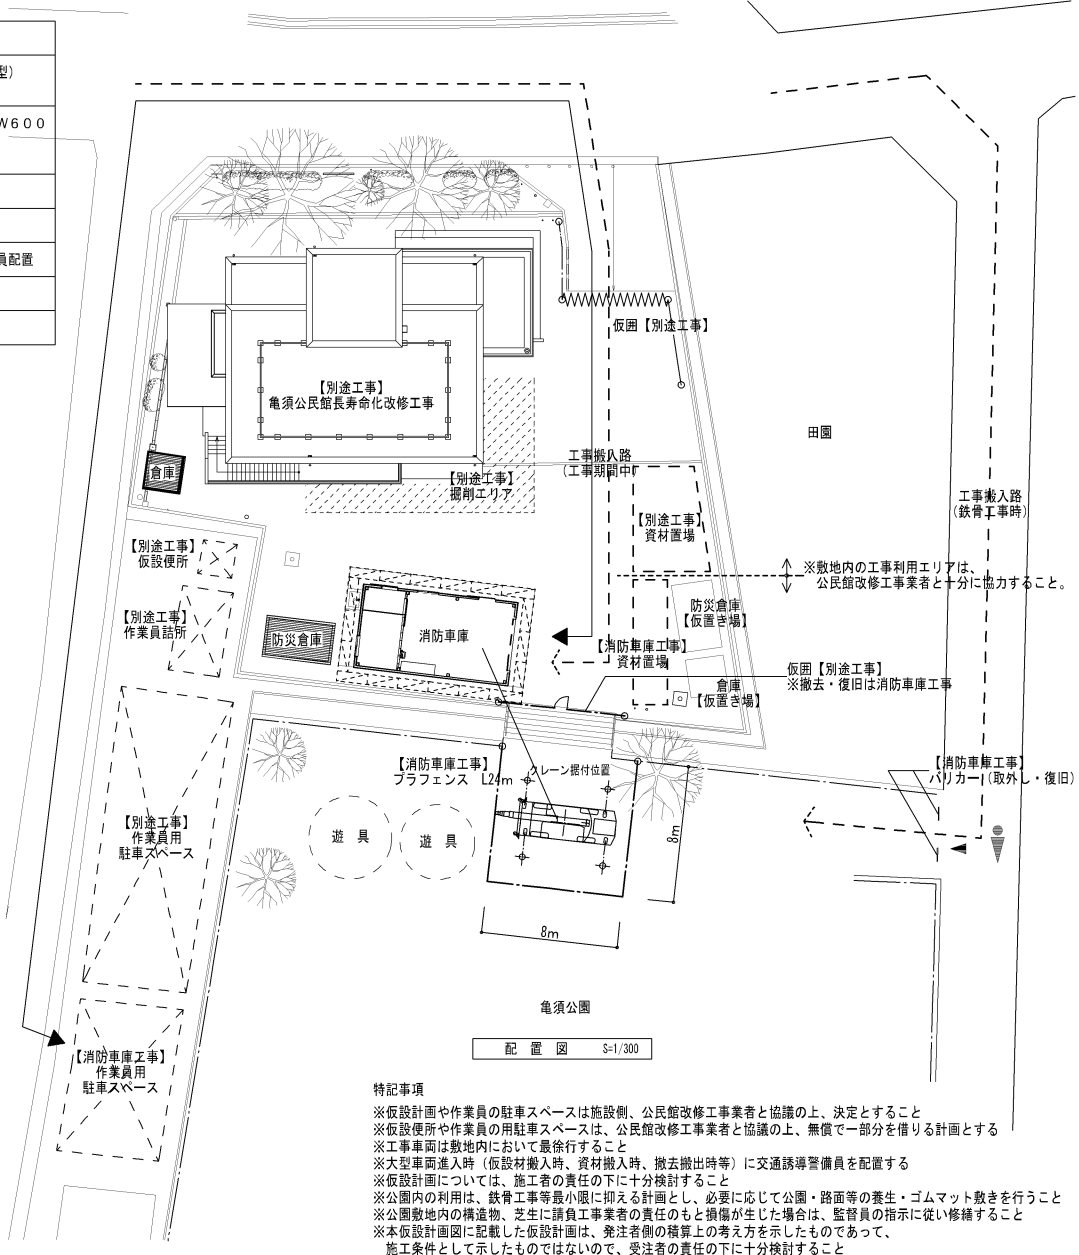 型）
W600
員配置
仮囲【別途工事】
【別途工事】
亀須公民館長寿命化改修工事
田園
工事搬入路
（工事期間中）
倉庫
【別途工事】
掘削エリア
工事搬入路
（鉄骨工事時）
【別途工事】
資材置場
【別途工事】
仮設便所
※敷地内の工事利用エリアは、
公民館改修工事業者と十分に協力すること。
防災倉庫
【仮置き場】
【別途工事】
作業員詰所
防災倉庫
消防車庫
【消防車庫工事】
資材置場
仮囲【別途工事】
※撤去・復旧は消防車庫工事
倉庫
【仮置き場】
【消防車庫工事】
プラフェンス L24m
クレーン据付位置
【消防車庫工事】
バリカー（取外し・復旧）
【別途工事】
作業員用
駐車スペース
遊 具
遊 具
8m
8m
亀須公園
配 置 図 S=1/300
【消防車庫工事】
作業員用
駐車スペース
特記事項
※仮設計画や作業員の駐車スペースは施設側、公民館改修工事業者と協議の上、決定とすること
※仮設便所や作業員の用駐車スペースは、公民館改修工事業者と協議の上、無償で一部分を借りる計画とする
※工事車両は敷地内において最徐行すること
※大型車両進入時（仮設材搬入時、資材搬入時、撤去搬出時等）に交通誘導警備員を配置する
※仮設計画については、施工者の責任の下に十分検討すること
※公園内の利用は、鉄骨工事等最小限に抑える計画とし、必要に応じて公園・路面等の養生・ゴムマット敷きを行うこと
※公園敷地内の構造物、芝生に請負工事業者の責任のもと損傷が生じた場合は、監督員の指示に従い修繕すること
※本仮設計画図に記載した仮設計画は、発注者側の積算上の考え方を示したものであって、
施工条件として示したものではないので、受注者の責任の下に十分検討すること